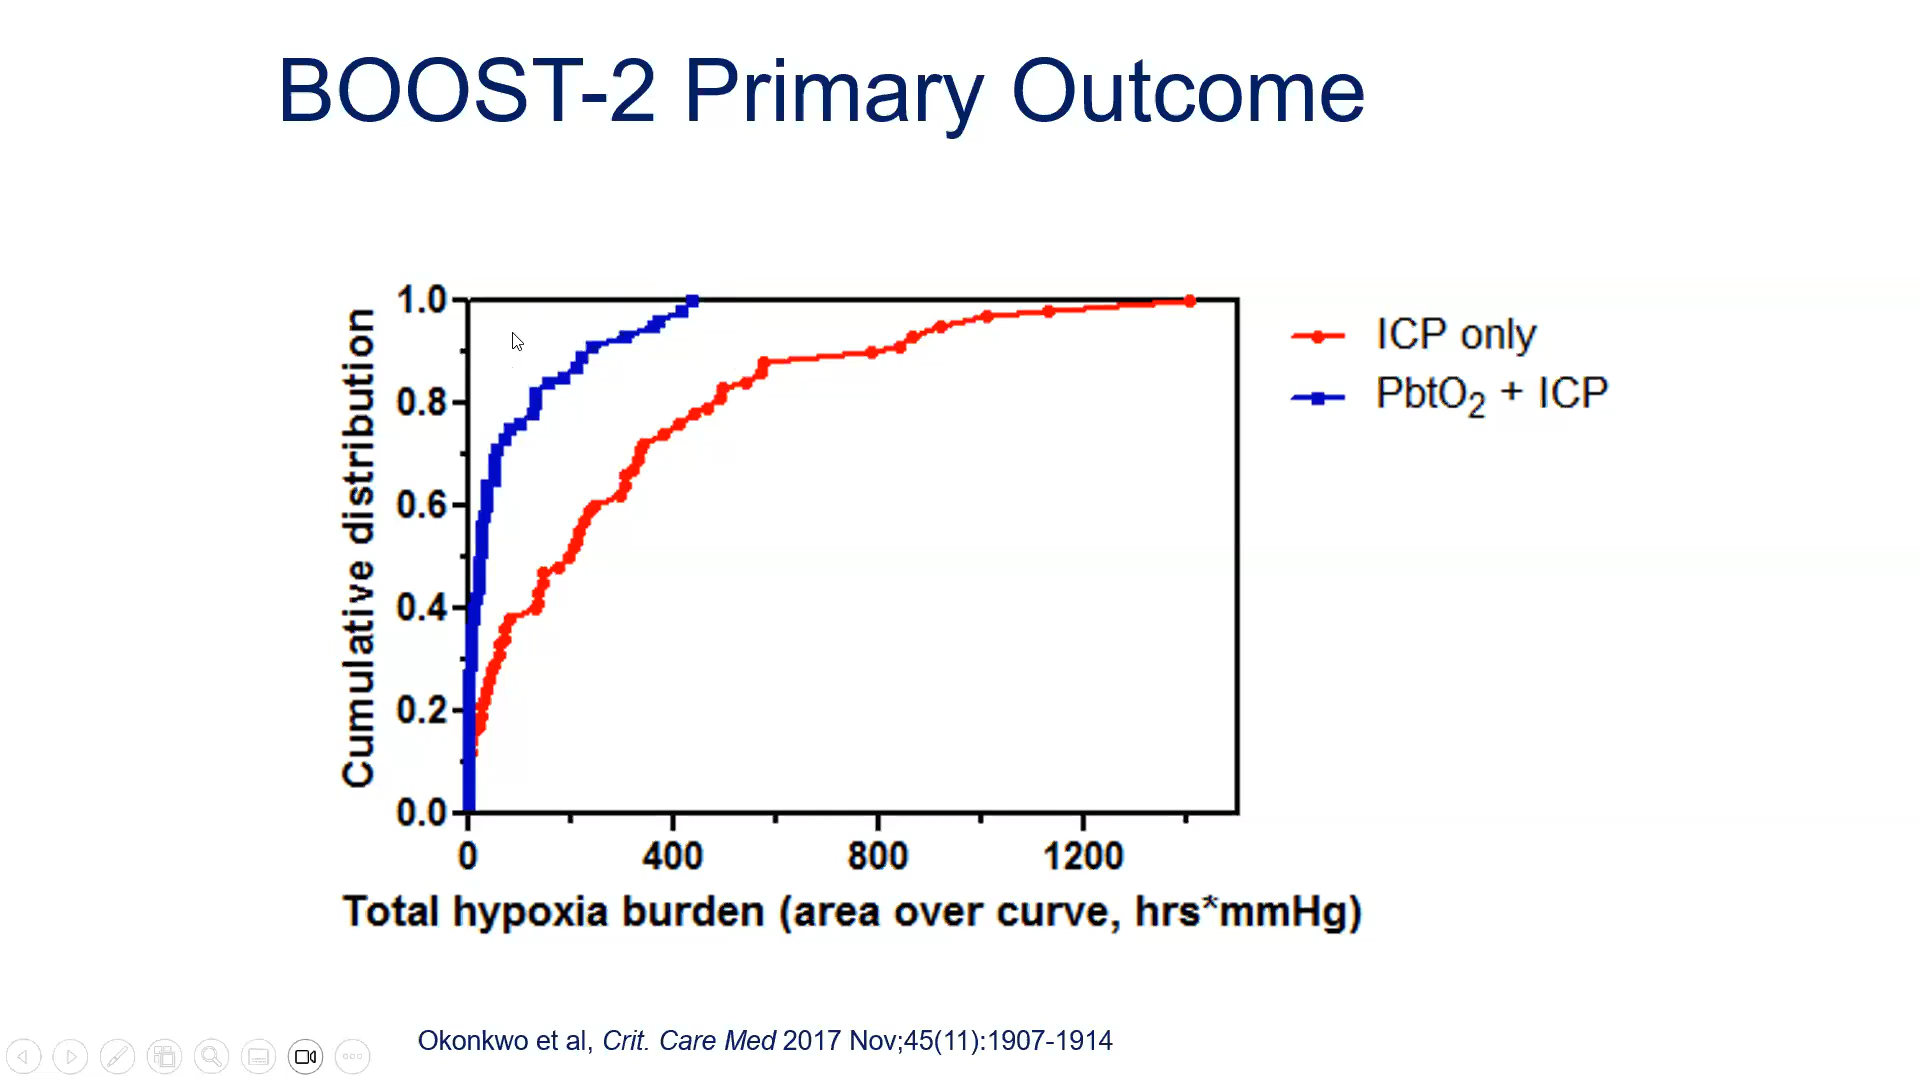 BOOST-2 Primary Outcome
1.0
0.8
0.6
0.4
0.2
0.0
Cumulative distribution
0 400 800 1200
Total hypoxia burden (area over curve, hrs*mmHg)
ICP only
PbtO₂ + ICP
Okonkwo et al, Crit. Care Med 2017 Nov;45(11):1907-1914